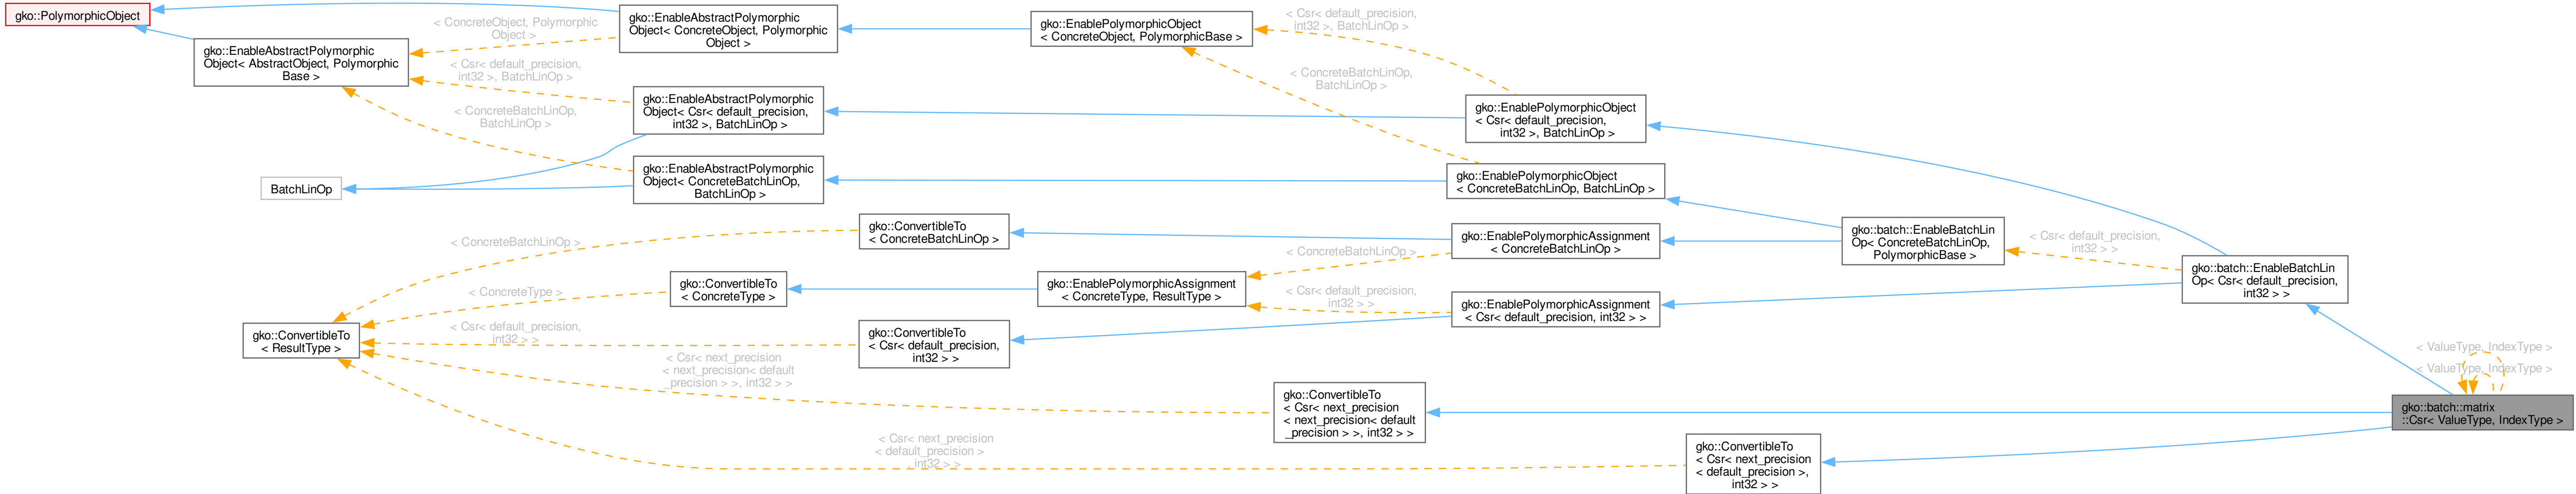 gko::PolymorphicObject
gko::EnableAbstractPolymorphic
Object< AbstractObject, Polymorphic
Base >
< ConcreteObject, Polymorphic
Object >
< Csr< default_precision,
int32 >, BatchLinOp >
< ConcreteBatchLinOp,
BatchLinOp >
gko::EnableAbstractPolymorphic
Object< ConcreteObject, Polymorphic
Object >
gko::EnableAbstractPolymorphic
Object< Csr< default_precision,
int32 >, BatchLinOp >
gko::EnableAbstractPolymorphic
Object< ConcreteBatchLinOp,
BatchLinOp >
BatchLinOp
gko::EnablePolymorphicObject
< ConcreteObject, PolymorphicBase >
< Csr< default_precision,
int32 >, BatchLinOp >
< ConcreteBatchLinOp,
BatchLinOp >
gko::EnablePolymorphicObject
< Csr< default_precision,
int32 >, BatchLinOp >
gko::EnablePolymorphicObject
< ConcreteBatchLinOp, BatchLinOp >
gko::ConvertibleTo
< ConcreteBatchLinOp >
< ConcreteBatchLinOp >
gko::EnablePolymorphicAssignment
< ConcreteBatchLinOp >
gko::batch::EnableBatchLin
Op< ConcreteBatchLinOp,
PolymorphicBase >
< Csr< default_precision,
int32 > >
gko::batch::EnableBatchLin
Op< Csr< default_precision,
int32 > >
< ConcreteType >
gko::ConvertibleTo
< ConcreteType >
gko::EnablePolymorphicAssignment
< ConcreteType, ResultType >
< ConcreteBatchLinOp >
< Csr< default_precision,
int32 > >
gko::EnablePolymorphicAssignment
< Csr< default_precision, int32 > >
gko::ConvertibleTo
< ResultType >
< Csr< default_precision,
int32 > >
gko::ConvertibleTo
< Csr< default_precision,
int32 > >
< Csr< next_precision
< next_precision< default
_precision > >, int32 > >
gko::ConvertibleTo
< Csr< next_precision
< next_precision< default
_precision > >, int32 > >
< Csr< next_precision
< default_precision >
, int32 > >
gko::ConvertibleTo
< Csr< next_precision
< default_precision >,
int32 > >
< ValueType, IndexType >
< ValueType, IndexType >
gko::batch::matrix
::Csr< ValueType, IndexType >